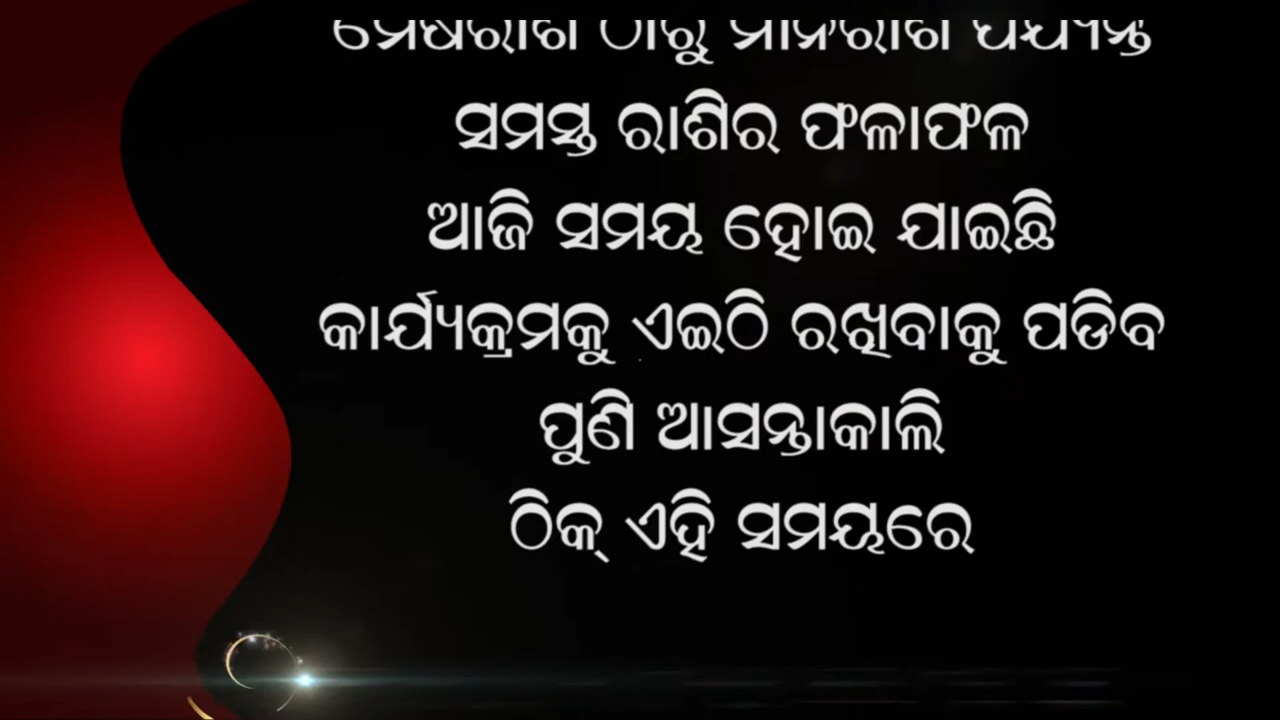 ମେଷରାଶି ଠାରୁ ମୀନରାଶି ପର୍ଯ୍ୟନ୍ତ
ସମସ୍ତ ରାଶିର ଫଳାଫଳ
ଆଜି ସମୟ ହୋଇ ଯାଇଛି
କାର୍ଯ୍ୟକ୍ରମକୁ ଏଇଠି ରଖିବାକୁ ପଡିବ
ପୁଣି ଆସନ୍ତାକାଲି
ଠିକ୍ ଏହି ସମୟରେ